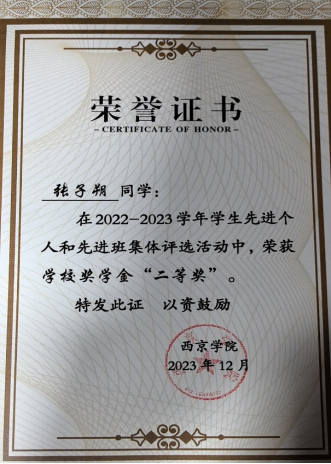 荣誉证书
– CERTIFICATE OF HONOR –
张子朔 同学：
在2022–2023学年学生先进个
人和先进班集体评选活动中，荣获
学校奖学金“二等奖”。
特发此证 以资鼓励
西京学院
2023 年 12 月